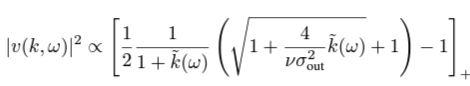 |v(k,ω)|² ∝ [ 1/2 1/(1 + k̃(ω)) ( √(1 + 4/(νσ²_out) k̃(ω)) + 1 ) − 1 ]₊